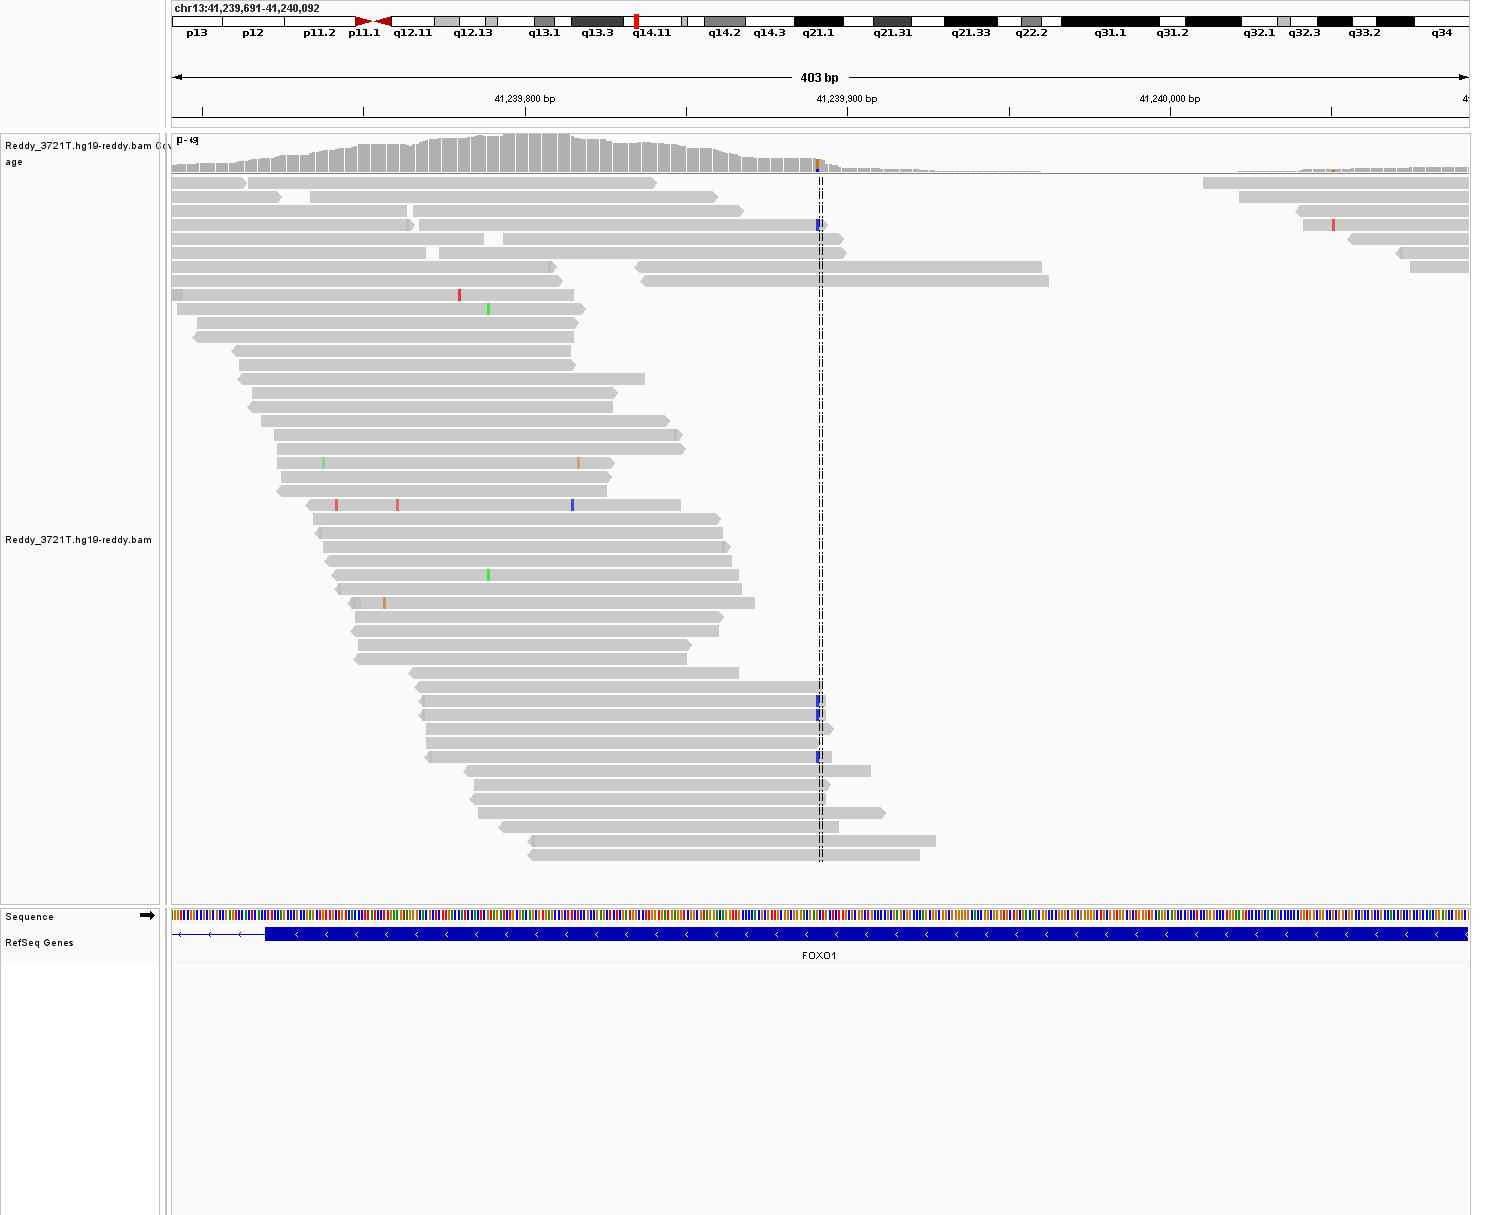 chr13:41,239,691-41,240,092
p13 p12 p11.2 p11.1 q12.11 q12.13 q13.1 q13.3 q14.11 q14.2 q14.3 q21.1 q21.31 q21.33 q22.2 q31.1 q31.2 q32.1 q32.3 q33.2 q34
403 bp
41,239,800 bp 41,239,900 bp 41,240,000 bp
Reddy_3721T.hg19-reddy.bam Cov
age
Reddy_3721T.hg19-reddy.bam
Sequence
RefSeq Genes
FOXO1